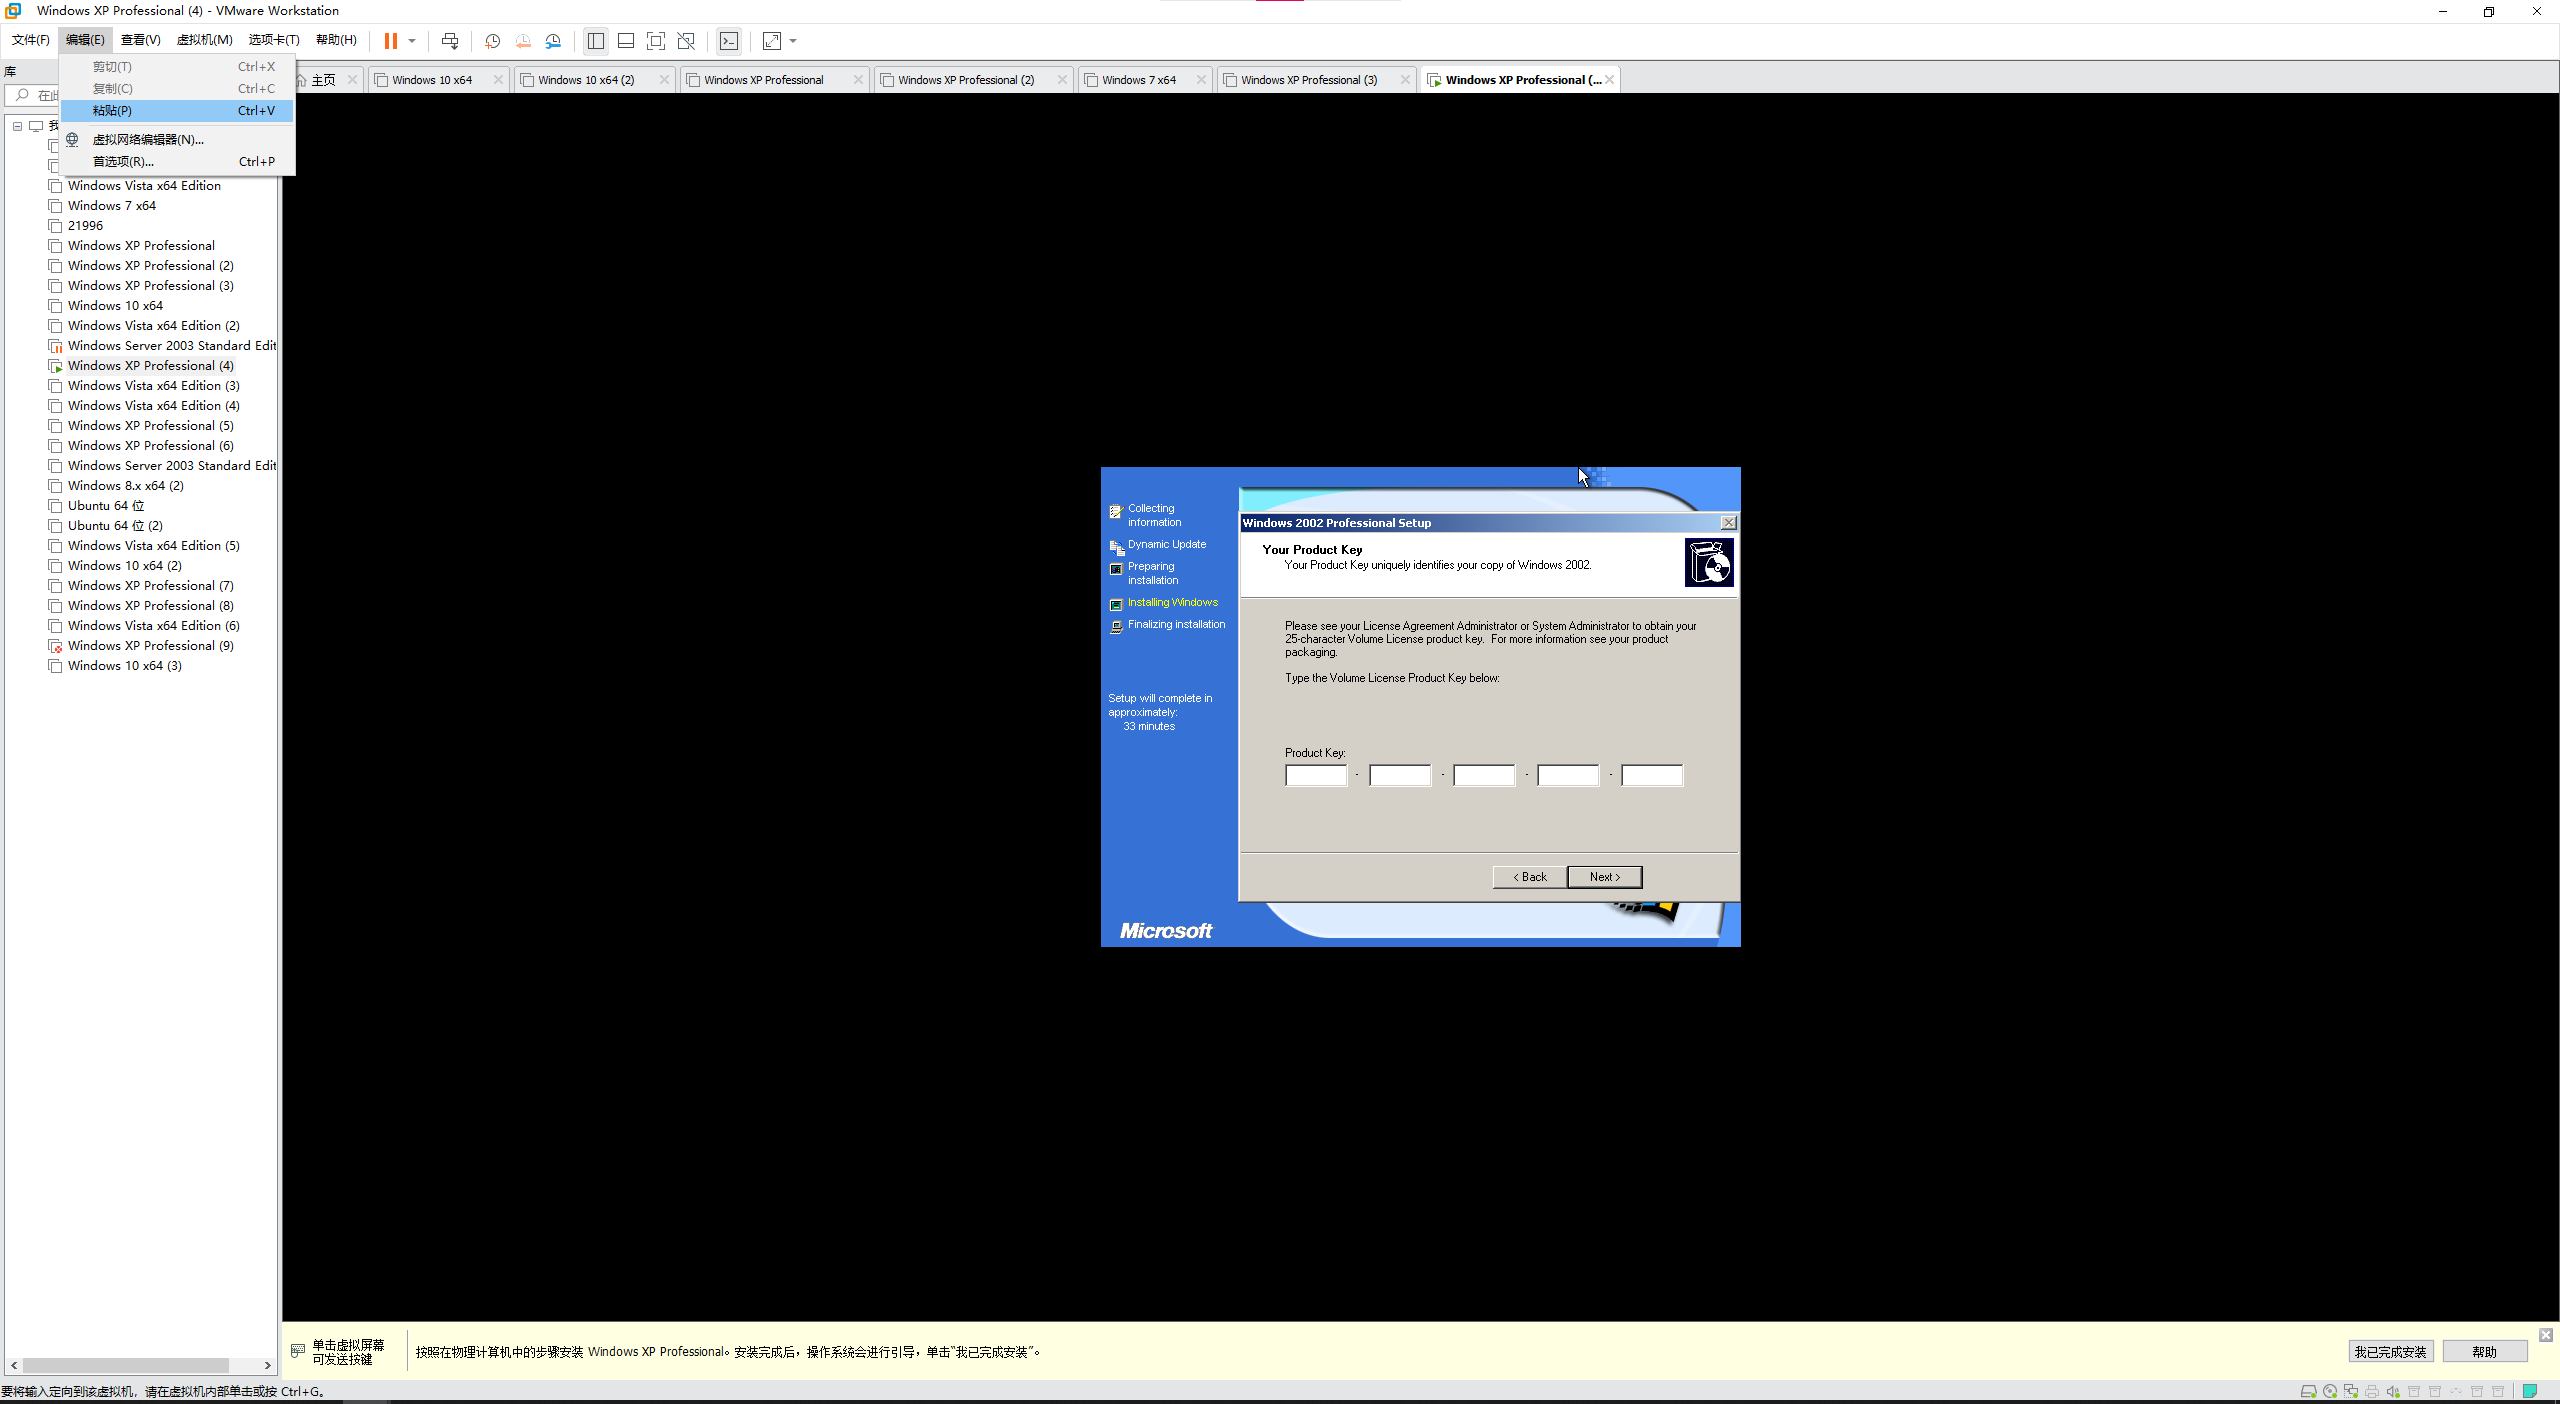 Windows XP Professional (4) - VMware Workstation
文件(F) 编辑(E) 查看(V) 虚拟机(M) 选项卡(T) 帮助(H)
库
剪切(T) Ctrl+X
复制(C) Ctrl+C
粘贴(P) Ctrl+V
虚拟网络编辑器(N)...
首选项(R)... Ctrl+P
主页
Windows 10 x64
Windows 10 x64 (2)
Windows XP Professional
Windows XP Professional (2)
Windows 7 x64
Windows XP Professional (3)
Windows XP Professional (...
在此
我
Windows Vista x64 Edition
Windows 7 x64
21996
Windows XP Professional
Windows XP Professional (2)
Windows XP Professional (3)
Windows 10 x64
Windows Vista x64 Edition (2)
Windows Server 2003 Standard Edit
Windows XP Professional (4)
Windows Vista x64 Edition (3)
Windows Vista x64 Edition (4)
Windows XP Professional (5)
Windows XP Professional (6)
Windows Server 2003 Standard Edit
Windows 8.x x64 (2)
Ubuntu 64 位
Ubuntu 64 位 (2)
Windows Vista x64 Edition (5)
Windows 10 x64 (2)
Windows XP Professional (7)
Windows XP Professional (8)
Windows Vista x64 Edition (6)
Windows XP Professional (9)
Windows 10 x64 (3)
Collecting
information
Dynamic Update
Preparing
installation
Installing Windows
Finalizing installation
Setup will complete in
approximately:
33 minutes
Microsoft
Windows 2002 Professional Setup
Your Product Key
Your Product Key uniquely identifies your copy of Windows 2002.
Please see your License Agreement Administrator or System Administrator to obtain your
25-character Volume License product key.  For more information see your product
packaging.
Type the Volume License Product Key below:
Product Key:
- - - -
< Back Next >
单击虚拟屏幕
可发送按键
按照在物理计算机中的步骤安装 Windows XP Professional。安装完成后，操作系统会进行引导，单击“我已完成安装”。
我已完成安装 帮助
要将输入定向到该虚拟机，请在虚拟机内部单击或按 Ctrl+G。